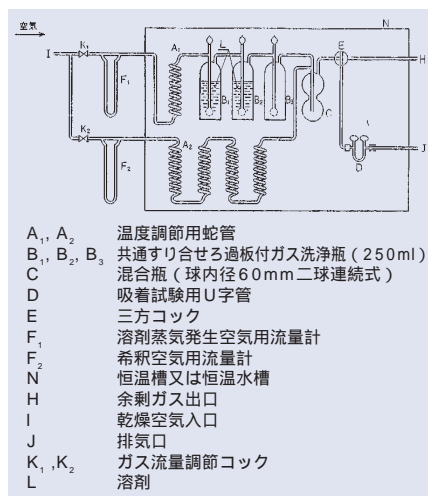 空気
N
I
K₁
F₁
A₁
L
B₁
B₂
B₃
C
E
H
K₂
F₂
A₂
D
J
A₁, A₂ 温度調節用蛇管
B₁, B₂, B₃ 共通すり合せろ過板付ガス洗浄瓶(250ml)
C 混合瓶(球内径60mm二球連続式)
D 吸着試験用U字管
E 三方コック
F₁ 溶剤蒸気発生空気用流量計
F₂ 希釈空気用流量計
N 恒温槽又は恒温水槽
H 余剰ガス出口
I 乾燥空気入口
J 排気口
K₁ ,K₂ ガス流量調節コック
L 溶剤